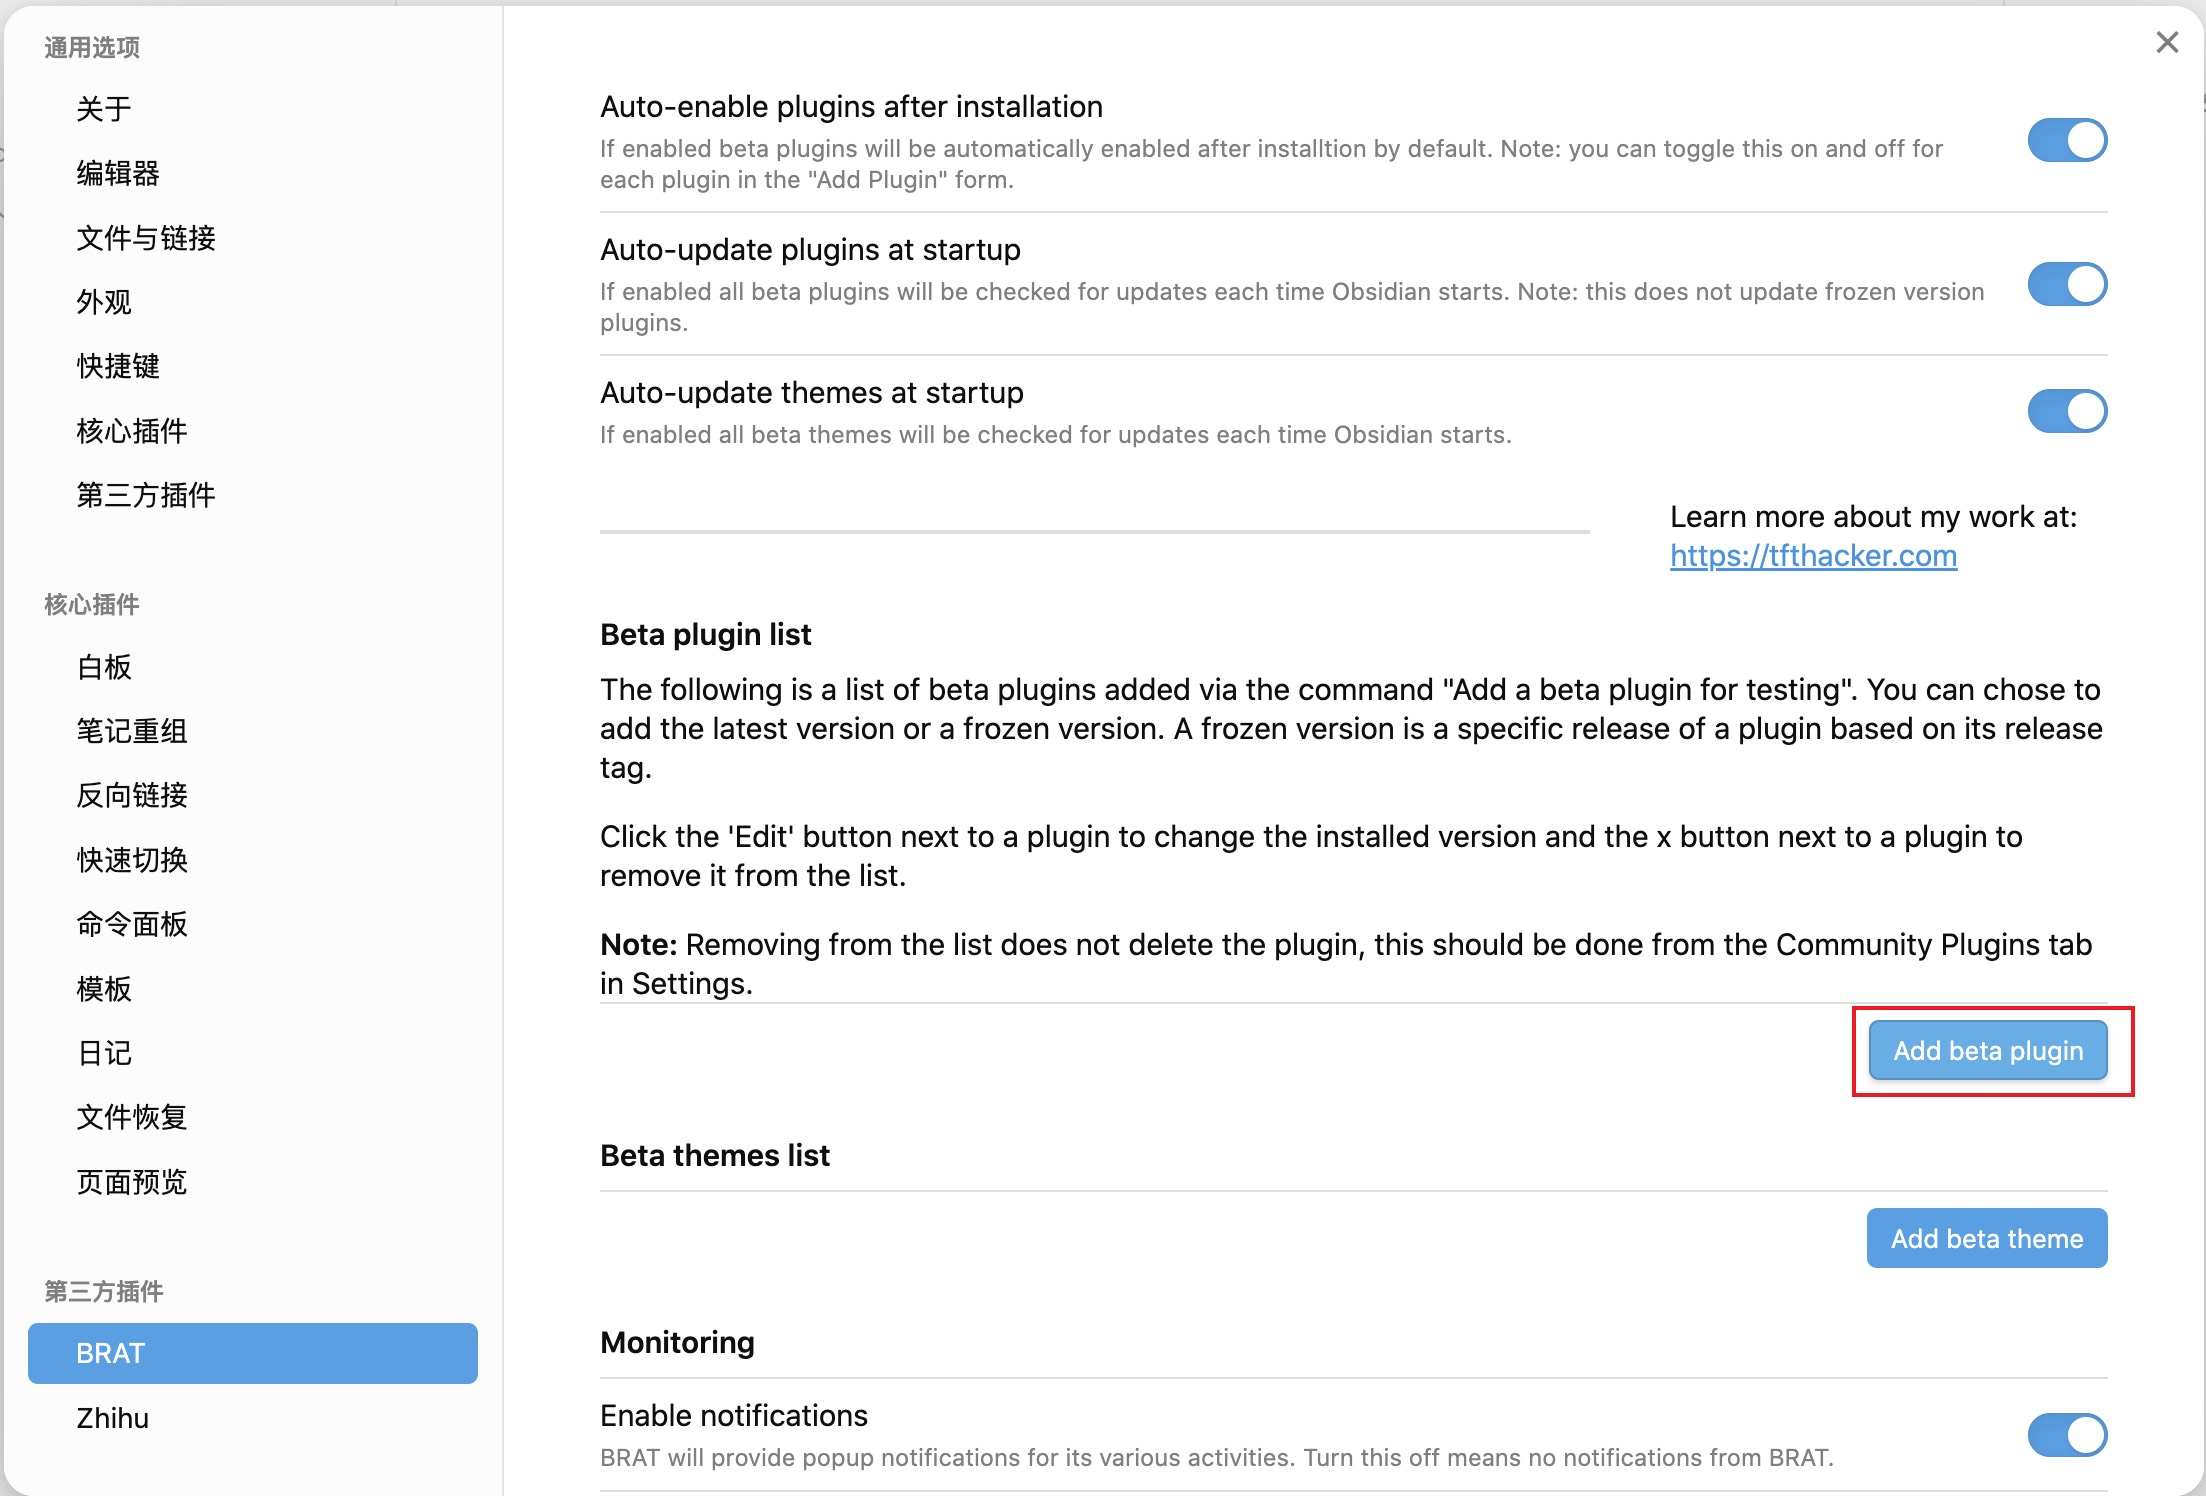 通用选项
关于
编辑器
文件与链接
外观
快捷键
核心插件
第三方插件
核心插件
白板
笔记重组
反向链接
快速切换
命令面板
模板
日记
文件恢复
页面预览
第三方插件
BRAT
Zhihu
Auto-enable plugins after installation
If enabled beta plugins will be automatically enabled after installtion by default. Note: you can toggle this on and off for
each plugin in the "Add Plugin" form.
Auto-update plugins at startup
If enabled all beta plugins will be checked for updates each time Obsidian starts. Note: this does not update frozen version
plugins.
Auto-update themes at startup
If enabled all beta themes will be checked for updates each time Obsidian starts.
Learn more about my work at:
https://tfthacker.com
Beta plugin list
The following is a list of beta plugins added via the command "Add a beta plugin for testing". You can chose to
add the latest version or a frozen version. A frozen version is a specific release of a plugin based on its release
tag.
Click the 'Edit' button next to a plugin to change the installed version and the x button next to a plugin to
remove it from the list.
Note: Removing from the list does not delete the plugin, this should be done from the Community Plugins tab
in Settings.
Add beta plugin
Beta themes list
Add beta theme
Monitoring
Enable notifications
BRAT will provide popup notifications for its various activities. Turn this off means no notifications from BRAT.